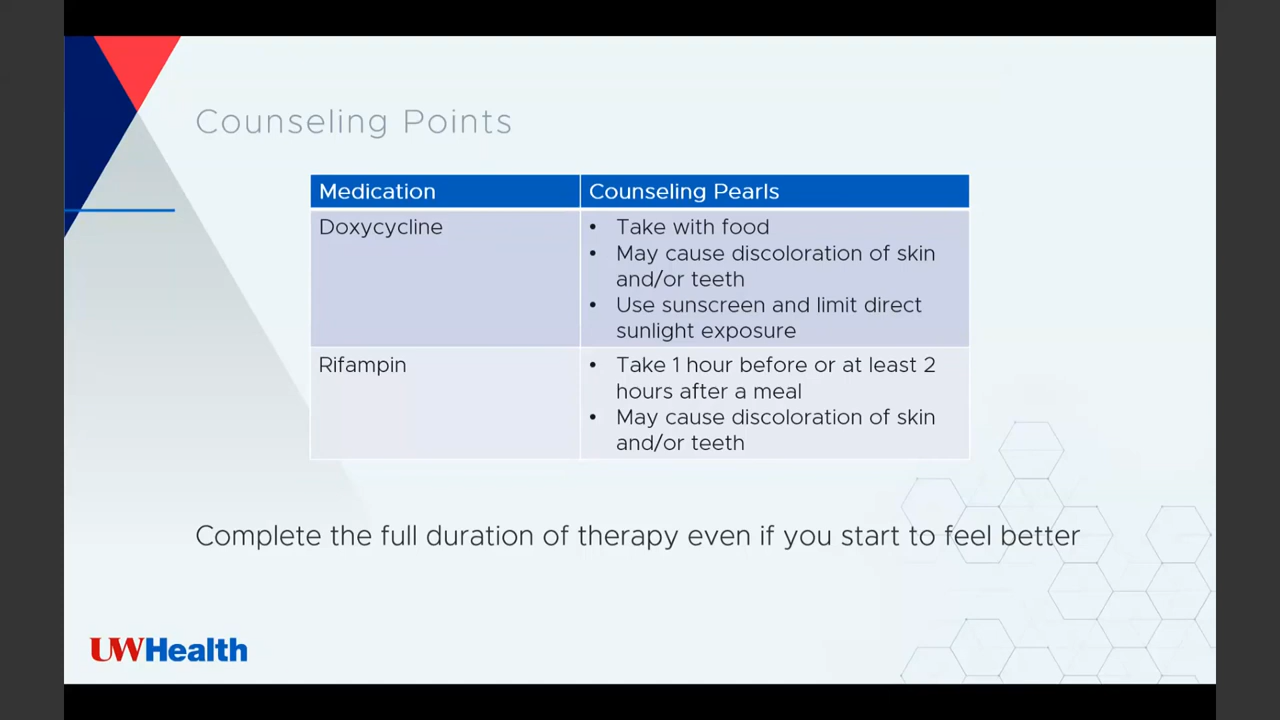 Counseling Points
Medication
Counseling Pearls
Doxycycline
• Take with food
• May cause discoloration of skin
and/or teeth
• Use sunscreen and limit direct
sunlight exposure
Rifampin
• Take 1 hour before or at least 2
hours after a meal
• May cause discoloration of skin
and/or teeth
Complete the full duration of therapy even if you start to feel better
UWHealth